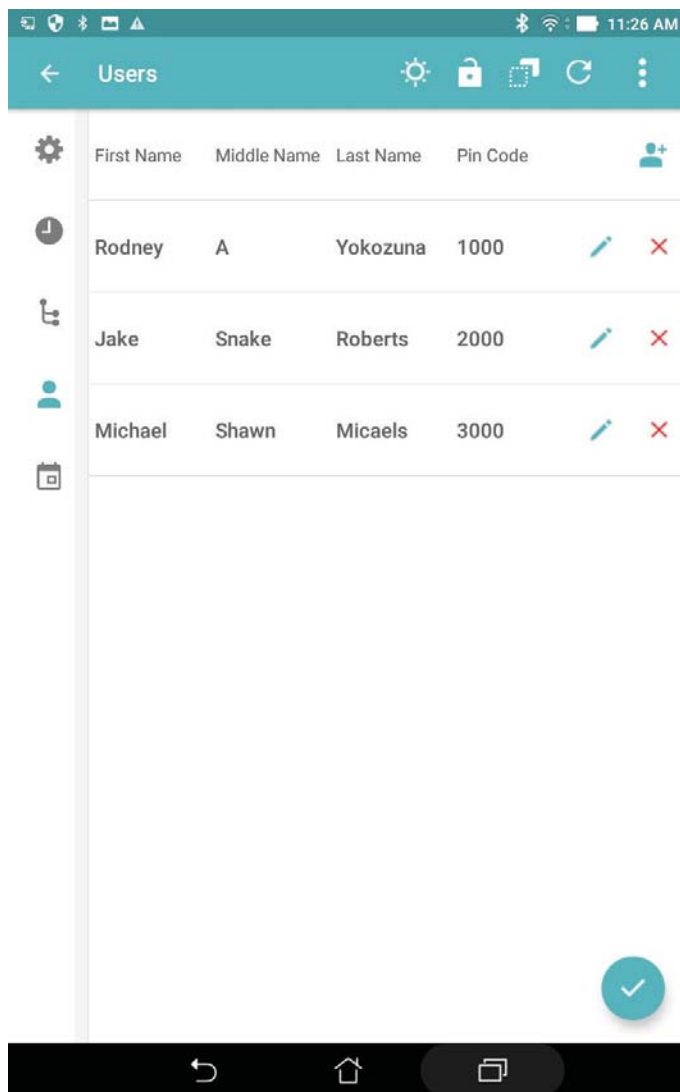 11:26 AM
Users
First Name Middle Name Last Name Pin Code
Rodney A Yokozuna 1000
Jake Snake Roberts 2000
Michael Shawn Micaels 3000